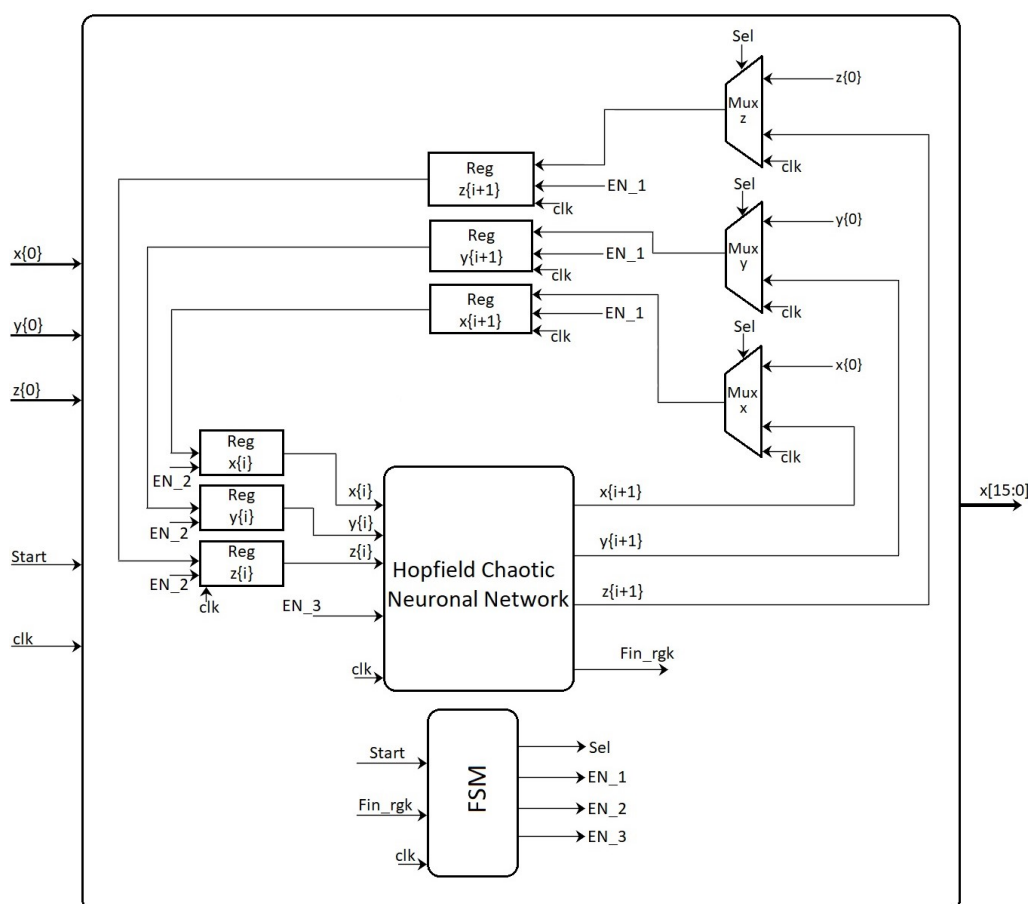 Sel
z{0}
Mux
z
clk
Reg
z{i+1}
EN_1
clk
Sel
y{0}
Mux
y
clk
Reg
y{i+1}
EN_1
clk
x{0}
Reg
x{i+1}
EN_1
clk
y{0}
Sel
x{0}
Mux
x
clk
z{0}
Reg
x{i}
EN_2
Reg
y{i}
EN_2
Reg
z{i}
EN_2
clk
x{i}
y{i}
z{i}
EN_3
clk
Hopfield Chaotic
Neuronal Network
x{i+1}
y{i+1}
z{i+1}
Fin_rgk
x[15:0]
Start
clk
Start
Fin_rgk
clk
FSM
Sel
EN_1
EN_2
EN_3